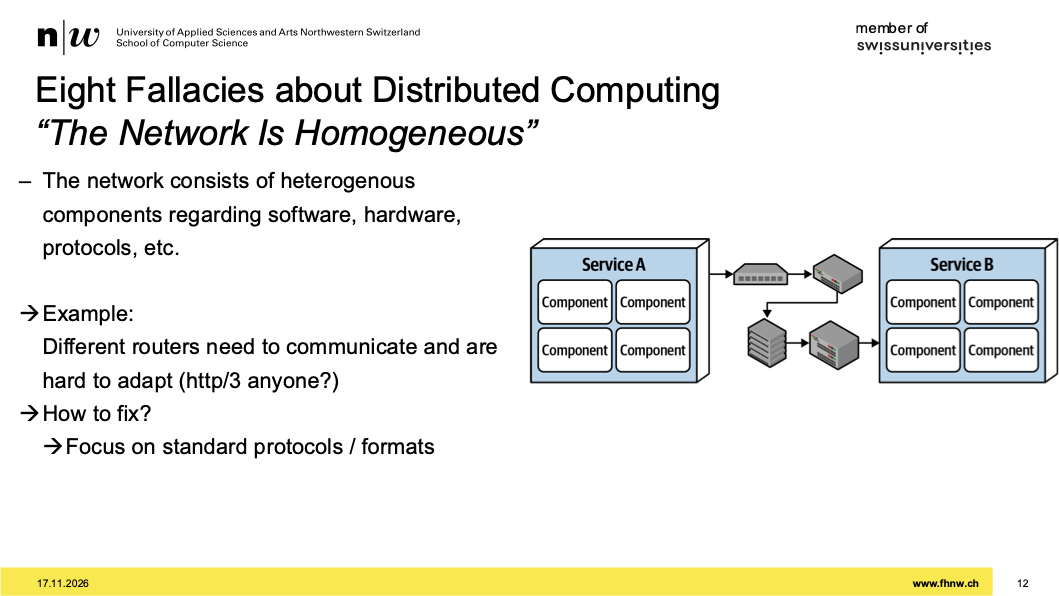 n|w University of Applied Sciences and Arts Northwestern Switzerland
School of Computer Science
member of
swissuniversities
Eight Fallacies about Distributed Computing
“The Network Is Homogeneous”
– The network consists of heterogenous
components regarding software, hardware,
protocols, etc.
→ Example:
Different routers need to communicate and are
hard to adapt (http/3 anyone?)
→ How to fix?
→ Focus on standard protocols / formats
Service A
Component Component
Component Component
Service B
Component Component
Component Component
17.11.2026
www.fhnw.ch
12